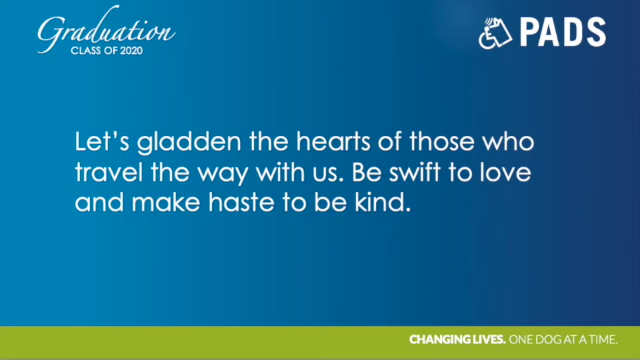 Graduation
CLASS OF 2020
PADS
Let's gladden the hearts of those who
travel the way with us. Be swift to love
and make haste to be kind.
CHANGING LIVES. ONE DOG AT A TIME.